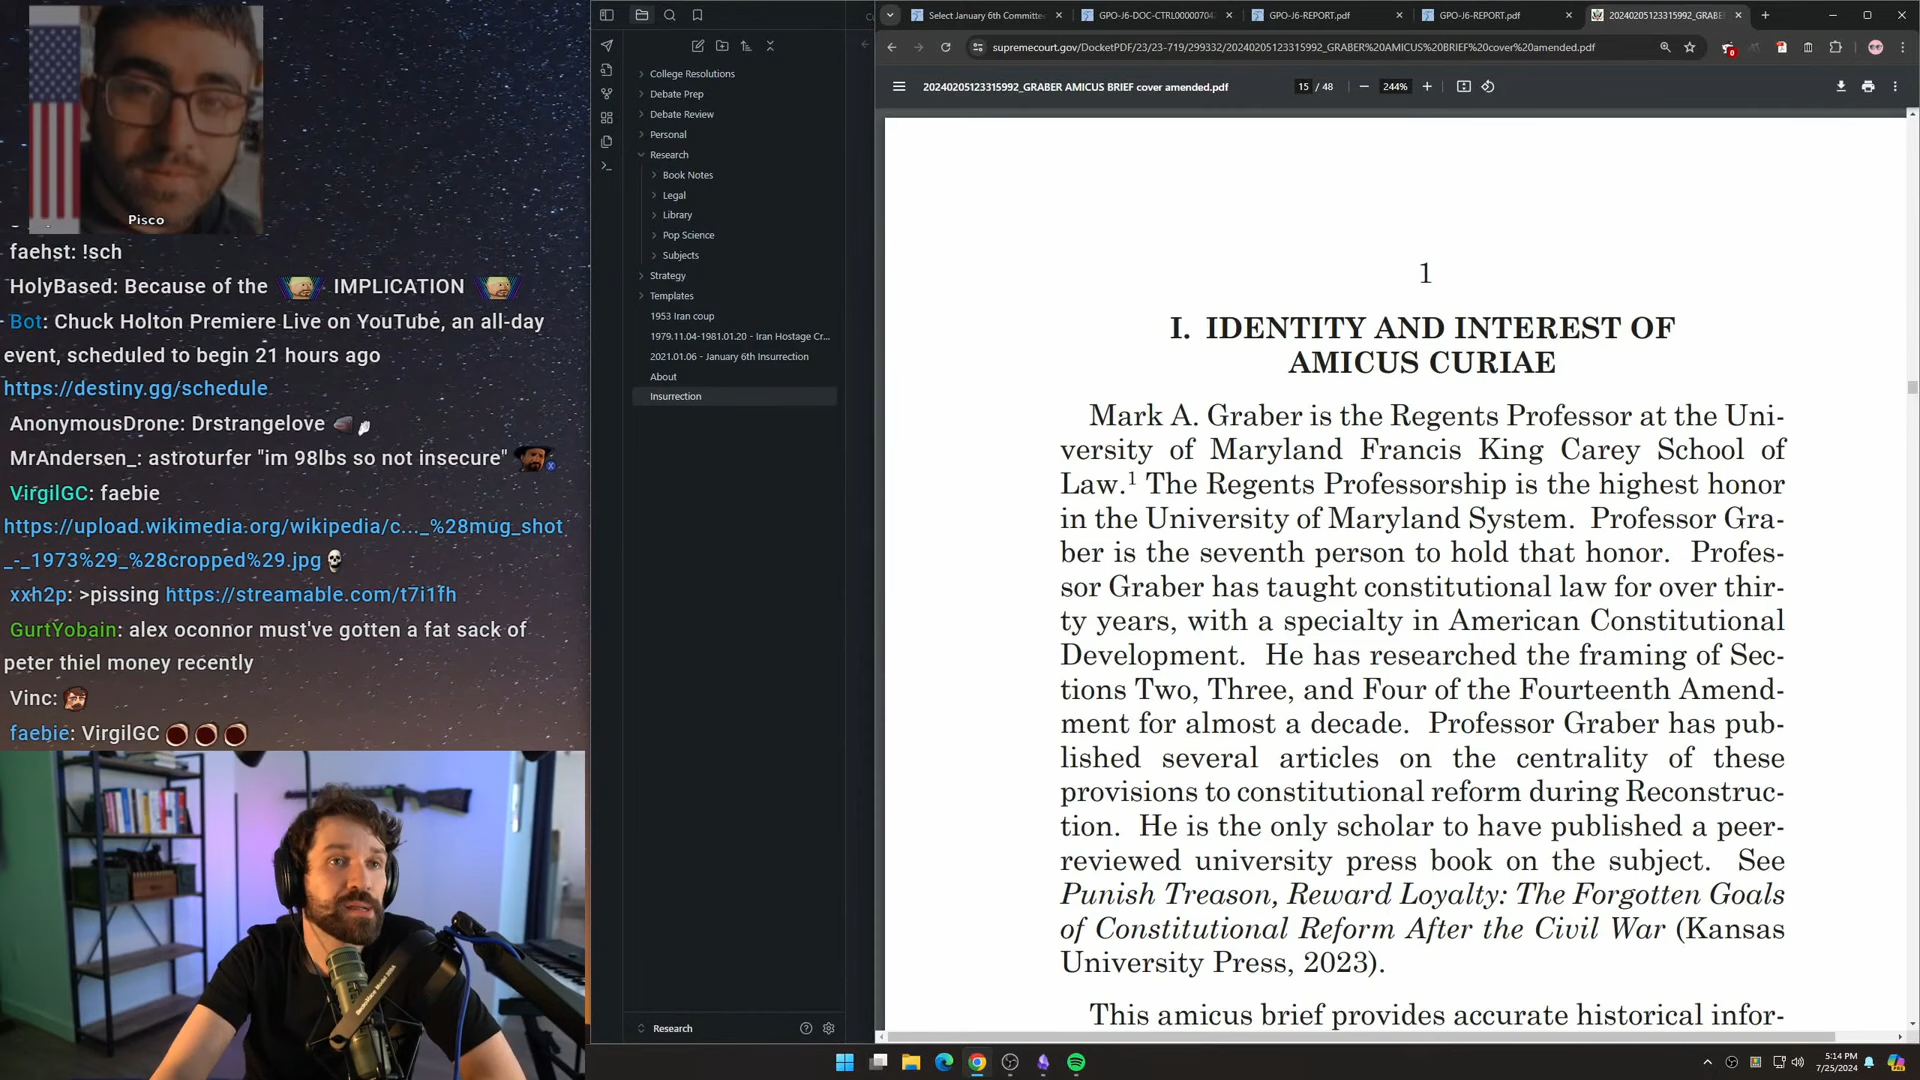 Pisco
faehst: !sch
HolyBased: Because of the IMPLICATION
Bot: Chuck Holton Premiere Live on YouTube, an all-day
event, scheduled to begin 21 hours ago
https://destiny.gg/schedule
AnonymousDrone: Drstrangelove
MrAndersen_: astroturfer "im 98lbs so not insecure"
VirgilGC: faebie
https://upload.wikimedia.org/wikipedia/c..._%28mug_shot
_-_1973%29_%28cropped%29.jpg
xxh2p: >pissing https://streamable.com/t7i1fh
GurtYobain: alex oconnor must've gotten a fat sack of
peter thiel money recently
Vinc:
faebie: VirgilGC
College Resolutions
Debate Prep
Debate Review
Personal
Research
Book Notes
Legal
Library
Pop Science
Subjects
Strategy
Templates
1953 Iran coup
1979.11.04-1981.01.20 - Iran Hostage Cr...
2021.01.06 - January 6th Insurrection
About
Insurrection
Research
Select January 6th Committe
GPO-J6-DOC-CTRL0000070
GPO-J6-REPORT.pdf
GPO-J6-REPORT.pdf
20240205123315992_GRABE
supremecourt.gov/DocketPDF/23/23-719/299332/20240205123315992_GRABER%20AMICUS%20BRIEF%20cover%20amended.pdf
20240205123315992_GRABER AMICUS BRIEF cover amended.pdf
15 / 48
244%
1
I. IDENTITY AND INTEREST OF
AMICUS CURIAE
Mark A. Graber is the Regents Professor at the Uni-
versity of Maryland Francis King Carey School of
Law.1 The Regents Professorship is the highest honor
in the University of Maryland System. Professor Gra-
ber is the seventh person to hold that honor. Profes-
sor Graber has taught constitutional law for over thir-
ty years, with a specialty in American Constitutional
Development. He has researched the framing of Sec-
tions Two, Three, and Four of the Fourteenth Amend-
ment for almost a decade. Professor Graber has pub-
lished several articles on the centrality of these
provisions to constitutional reform during Reconstruc-
tion. He is the only scholar to have published a peer-
reviewed university press book on the subject. See
Punish Treason, Reward Loyalty: The Forgotten Goals
of Constitutional Reform After the Civil War (Kansas
University Press, 2023).
This amicus brief provides accurate historical infor-
5:14 PM
7/25/2024